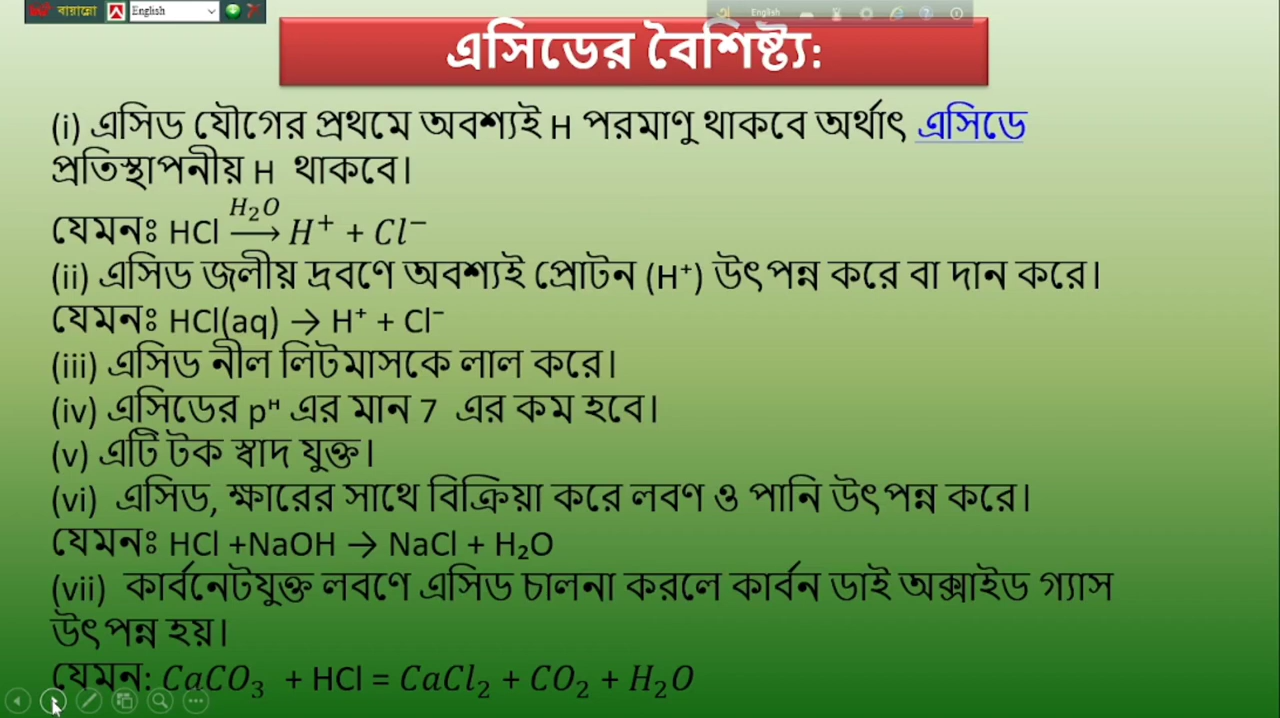 বায়ান্নো English
English
এসিডের বৈশিষ্ট্য:
(i) এসিড যৌগের প্রথমে অবশ্যই H পরমাণু থাকবে অর্থাৎ এসিডে
প্রতিস্থাপনীয় H থাকবে।
যেমনঃ HCl \xrightarrow{H₂O} H⁺ + Cl⁻
(ii) এসিড জলীয় দ্রবণে অবশ্যই প্রোটন (H⁺) উৎপন্ন করে বা দান করে।
যেমনঃ HCl(aq) → H⁺ + Cl⁻
(iii) এসিড নীল লিটমাসকে লাল করে।
(iv) এসিডের pᴴ এর মান 7 এর কম হবে।
(v) এটি টক স্বাদ যুক্ত।
(vi) এসিড, ক্ষারের সাথে বিক্রিয়া করে লবণ ও পানি উৎপন্ন করে।
যেমনঃ HCl +NaOH → NaCl + H₂O
(vii) কার্বনেটযুক্ত লবণে এসিড চালনা করলে কার্বন ডাই অক্সাইড গ্যাস
উৎপন্ন হয়।
যেমন: CaCO₃ + HCl = CaCl₂ + CO₂ + H₂O